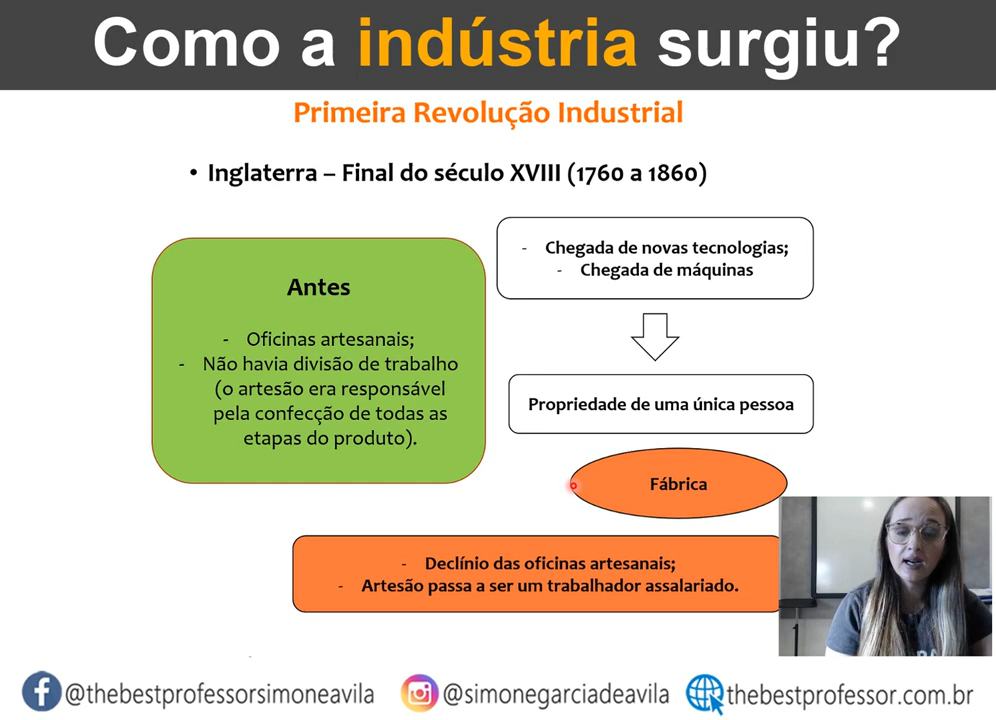 Como a indústria surgiu?
Primeira Revolução Industrial
• Inglaterra – Final do século XVIII (1760 a 1860)
Antes
- Oficinas artesanais;
- Não havia divisão de trabalho
(o artesão era responsável
pela confecção de todas as
etapas do produto).
- Chegada de novas tecnologias;
- Chegada de máquinas
Propriedade de uma única pessoa
Fábrica
- Declínio das oficinas artesanais;
- Artesão passa a ser um trabalhador assalariado.
@thebestprofessorsimoneavila
@simonegarciadeavila
thebestprofessor.com.br